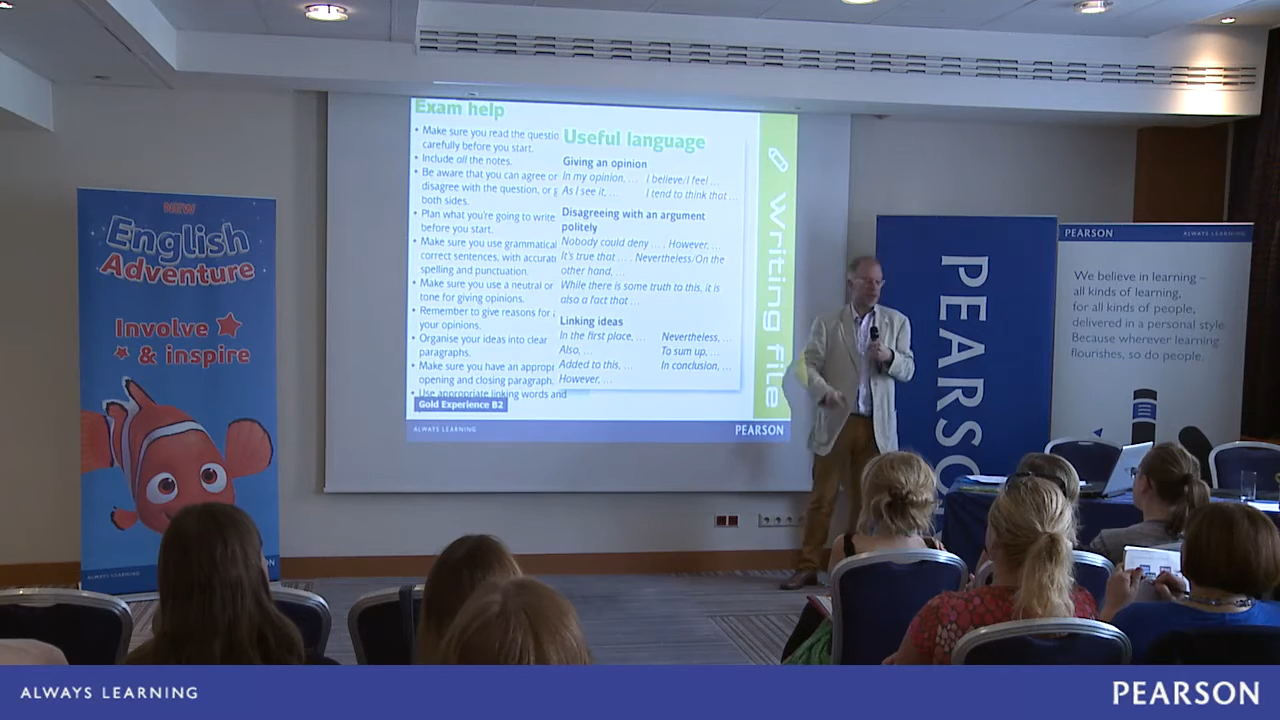 Exam help
• Make sure you read the questio
carefully before you start.
• Include all the notes.
• Be aware that you can agree or
disagree with the question, or g
both sides.
• Plan what you're going to write
before you start.
• Make sure you use grammatical
correct sentences, with accurat
spelling and punctuation.
• Make sure you use a neutral or
tone for giving opinions.
• Remember to give reasons for
your opinions.
• Organise your ideas into clear
paragraphs.
• Make sure you have an approp
opening and closing paragraph.
• Use appropriate linking words and
Gold Experience B2
Useful language
Giving an opinion
In my opinion, … I believe/I feel …
As I see it, … I tend to think that …
Disagreeing with an argument
politely
Nobody could deny … . However, …
It's true that … . Nevertheless/On the
other hand, …
While there is some truth to this, it is
also a fact that …
Linking ideas
In the first place, … Nevertheless, …
Also, … To sum up, …
Added to this, … In conclusion, …
However, …
Writing file
ALWAYS LEARNING PEARSON
NEW
English
Adventure
Involve
& inspire
ALWAYS LEARNING
PEARSO
PEARSON ALWAYS LEARNING
We believe in learning –
all kinds of learning,
for all kinds of people,
delivered in a personal style.
Because wherever learning
flourishes, so do people.
ALWAYS LEARNING PEARSON